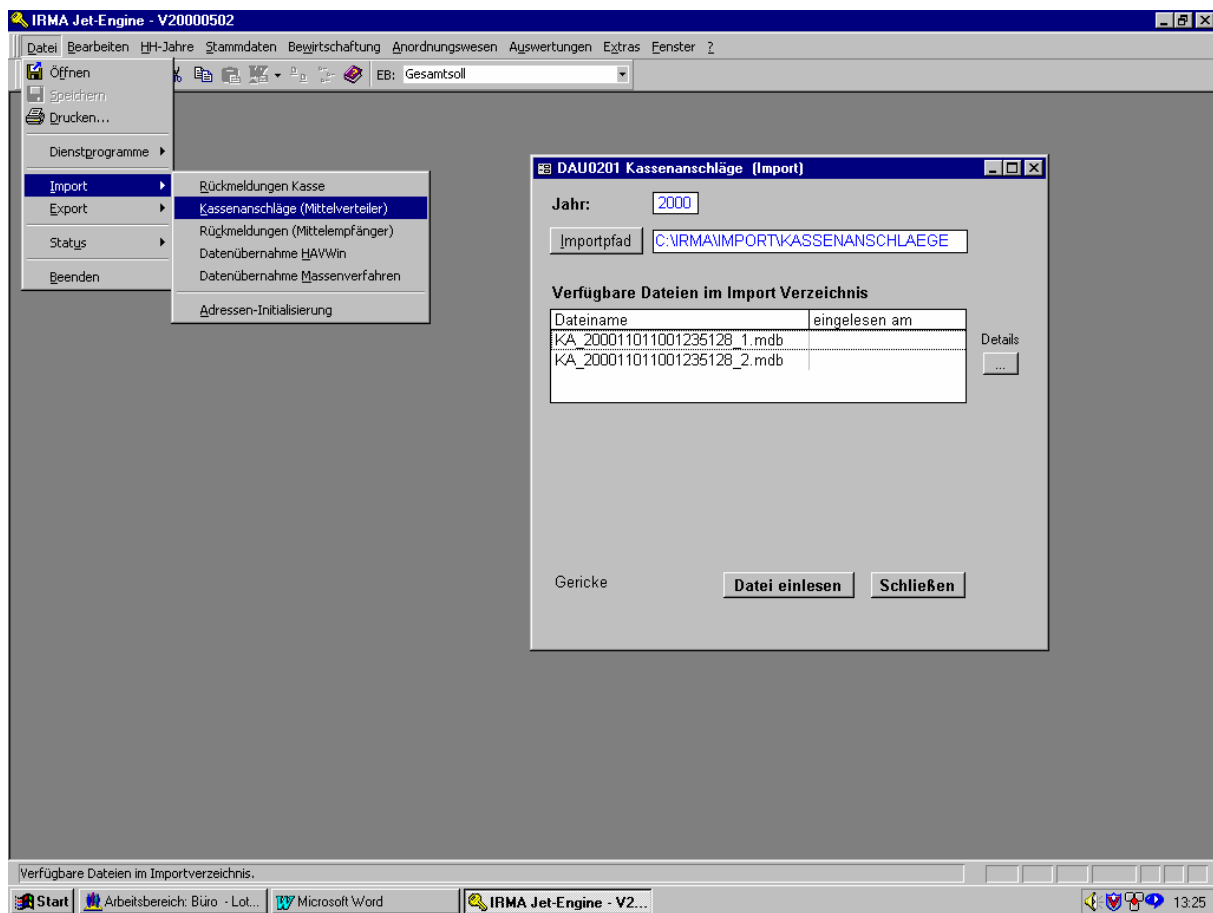 IRMA Jet-Engine - V20000502
Datei Bearbeiten HH-Jahre Stammdaten Bewirtschaftung Anordnungswesen Auswertungen Extras Fenster ?
EB: Gesamtsoll
Öffnen
Speichern
Drucken...
Dienstprogramme
Import
Export
Status
Beenden
Rückmeldungen Kasse
Kassenanschläge (Mittelverteiler)
Rückmeldungen (Mittelempfänger)
Datenübernahme HAVWin
Datenübernahme Massenverfahren
Adressen-Initialisierung
DAU0201 Kassenanschläge (Import)
Jahr: 2000
Importpfad C:\IRMA\IMPORT\KASSENANSCHLAEGE
Verfügbare Dateien im Import Verzeichnis
Dateiname eingelesen am
KA_200011011001235128_1.mdb
KA_200011011001235128_2.mdb
Details
...
Gericke Datei einlesen Schließen
Verfügbare Dateien im Importverzeichnis.
Start Arbeitsbereich: Büro - Lot... Microsoft Word IRMA Jet-Engine - V2... 13:25